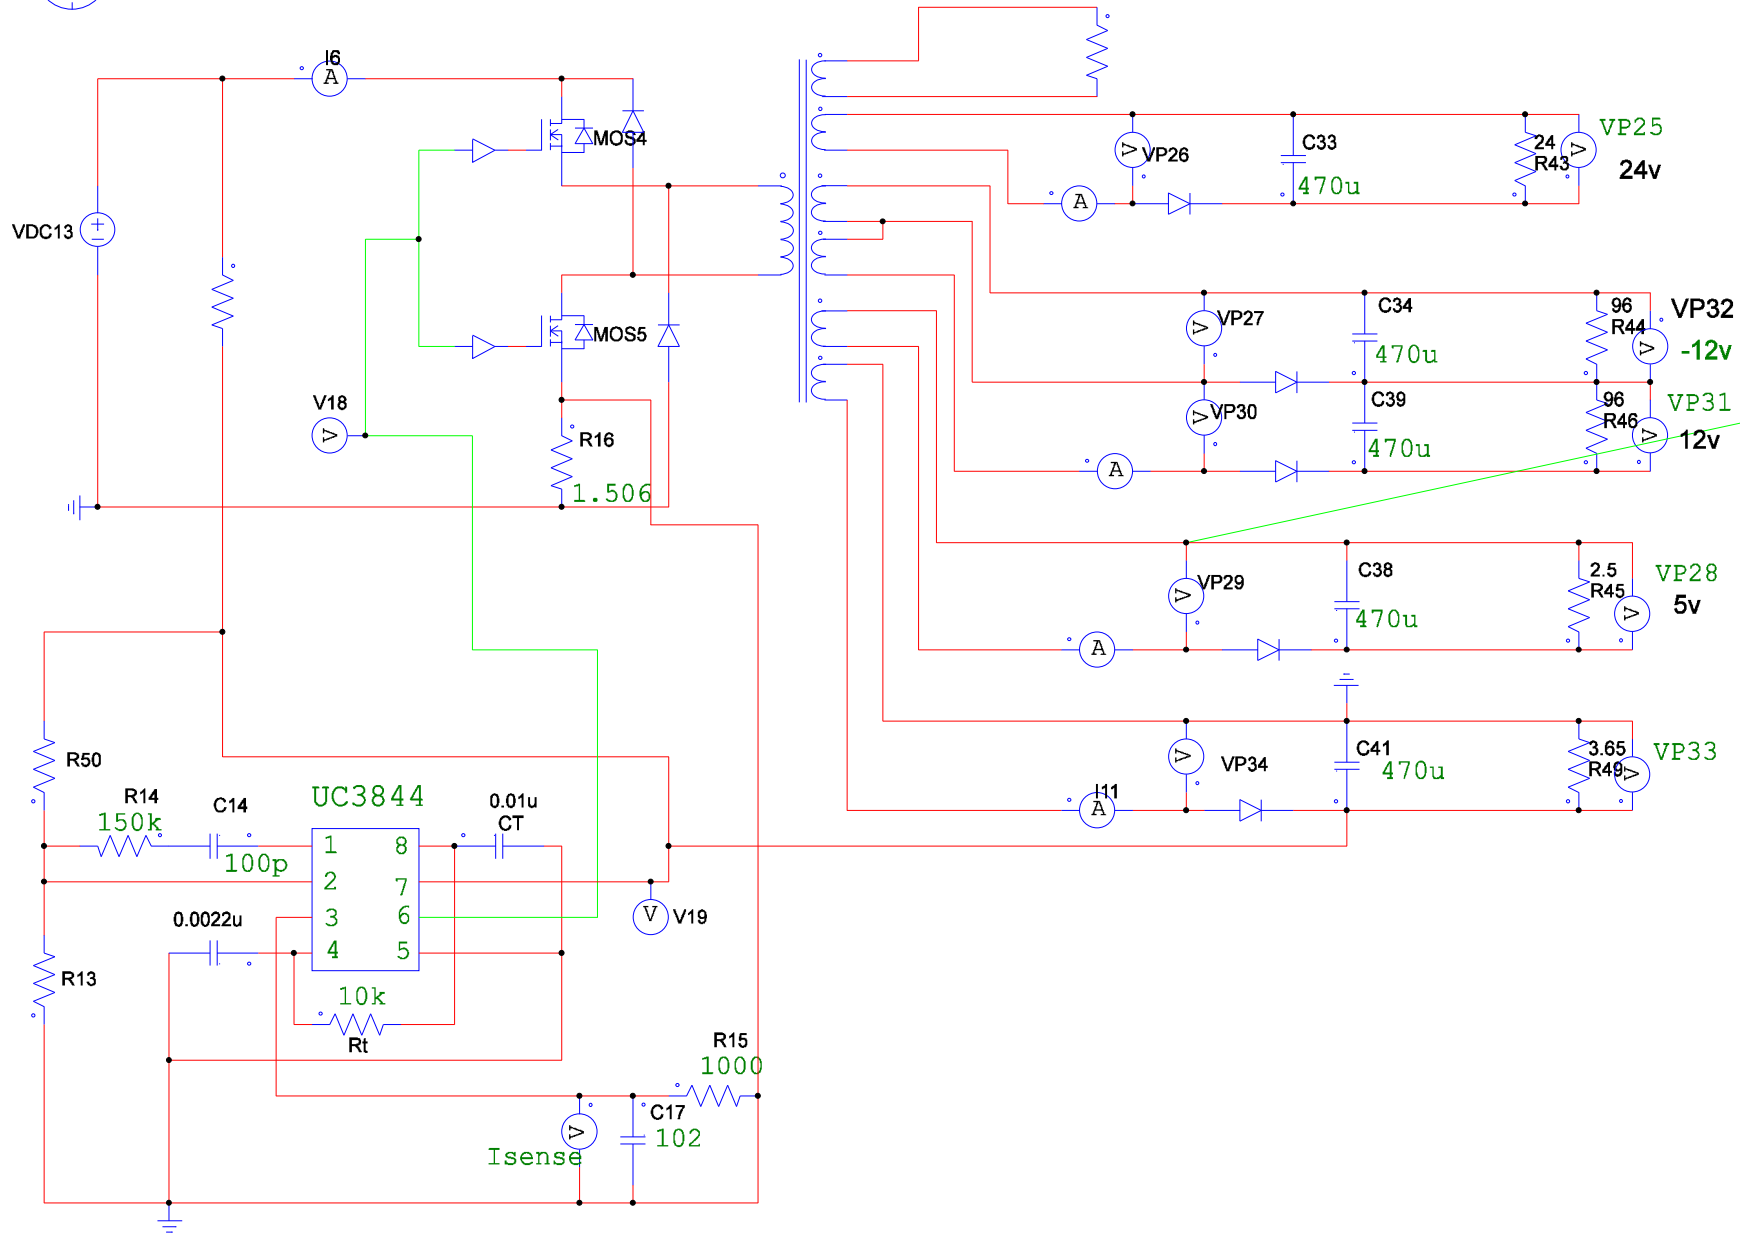 I6
A
MOS4
VDC13
V
VP26
C33
470u
24
R43
V
VP25
24v
A
MOS5
V18
V
R16
1.506
V
VP27
C34
470u
96
R44
V
VP32
-12v
V
VP30
C39
470u
96
R46
V
VP31
12v
A
V
VP29
C38
470u
2.5
R45
V
VP28
5v
A
V
VP34
C41
470u
3.65
R49
V
VP33
I11
A
R50
R14
150k
C14
100p
UC3844
0.01u
CT
1
2
3
4
8
7
6
5
V
V19
0.0022u
R13
10k
Rt
R15
1000
V
Isense
C17
102